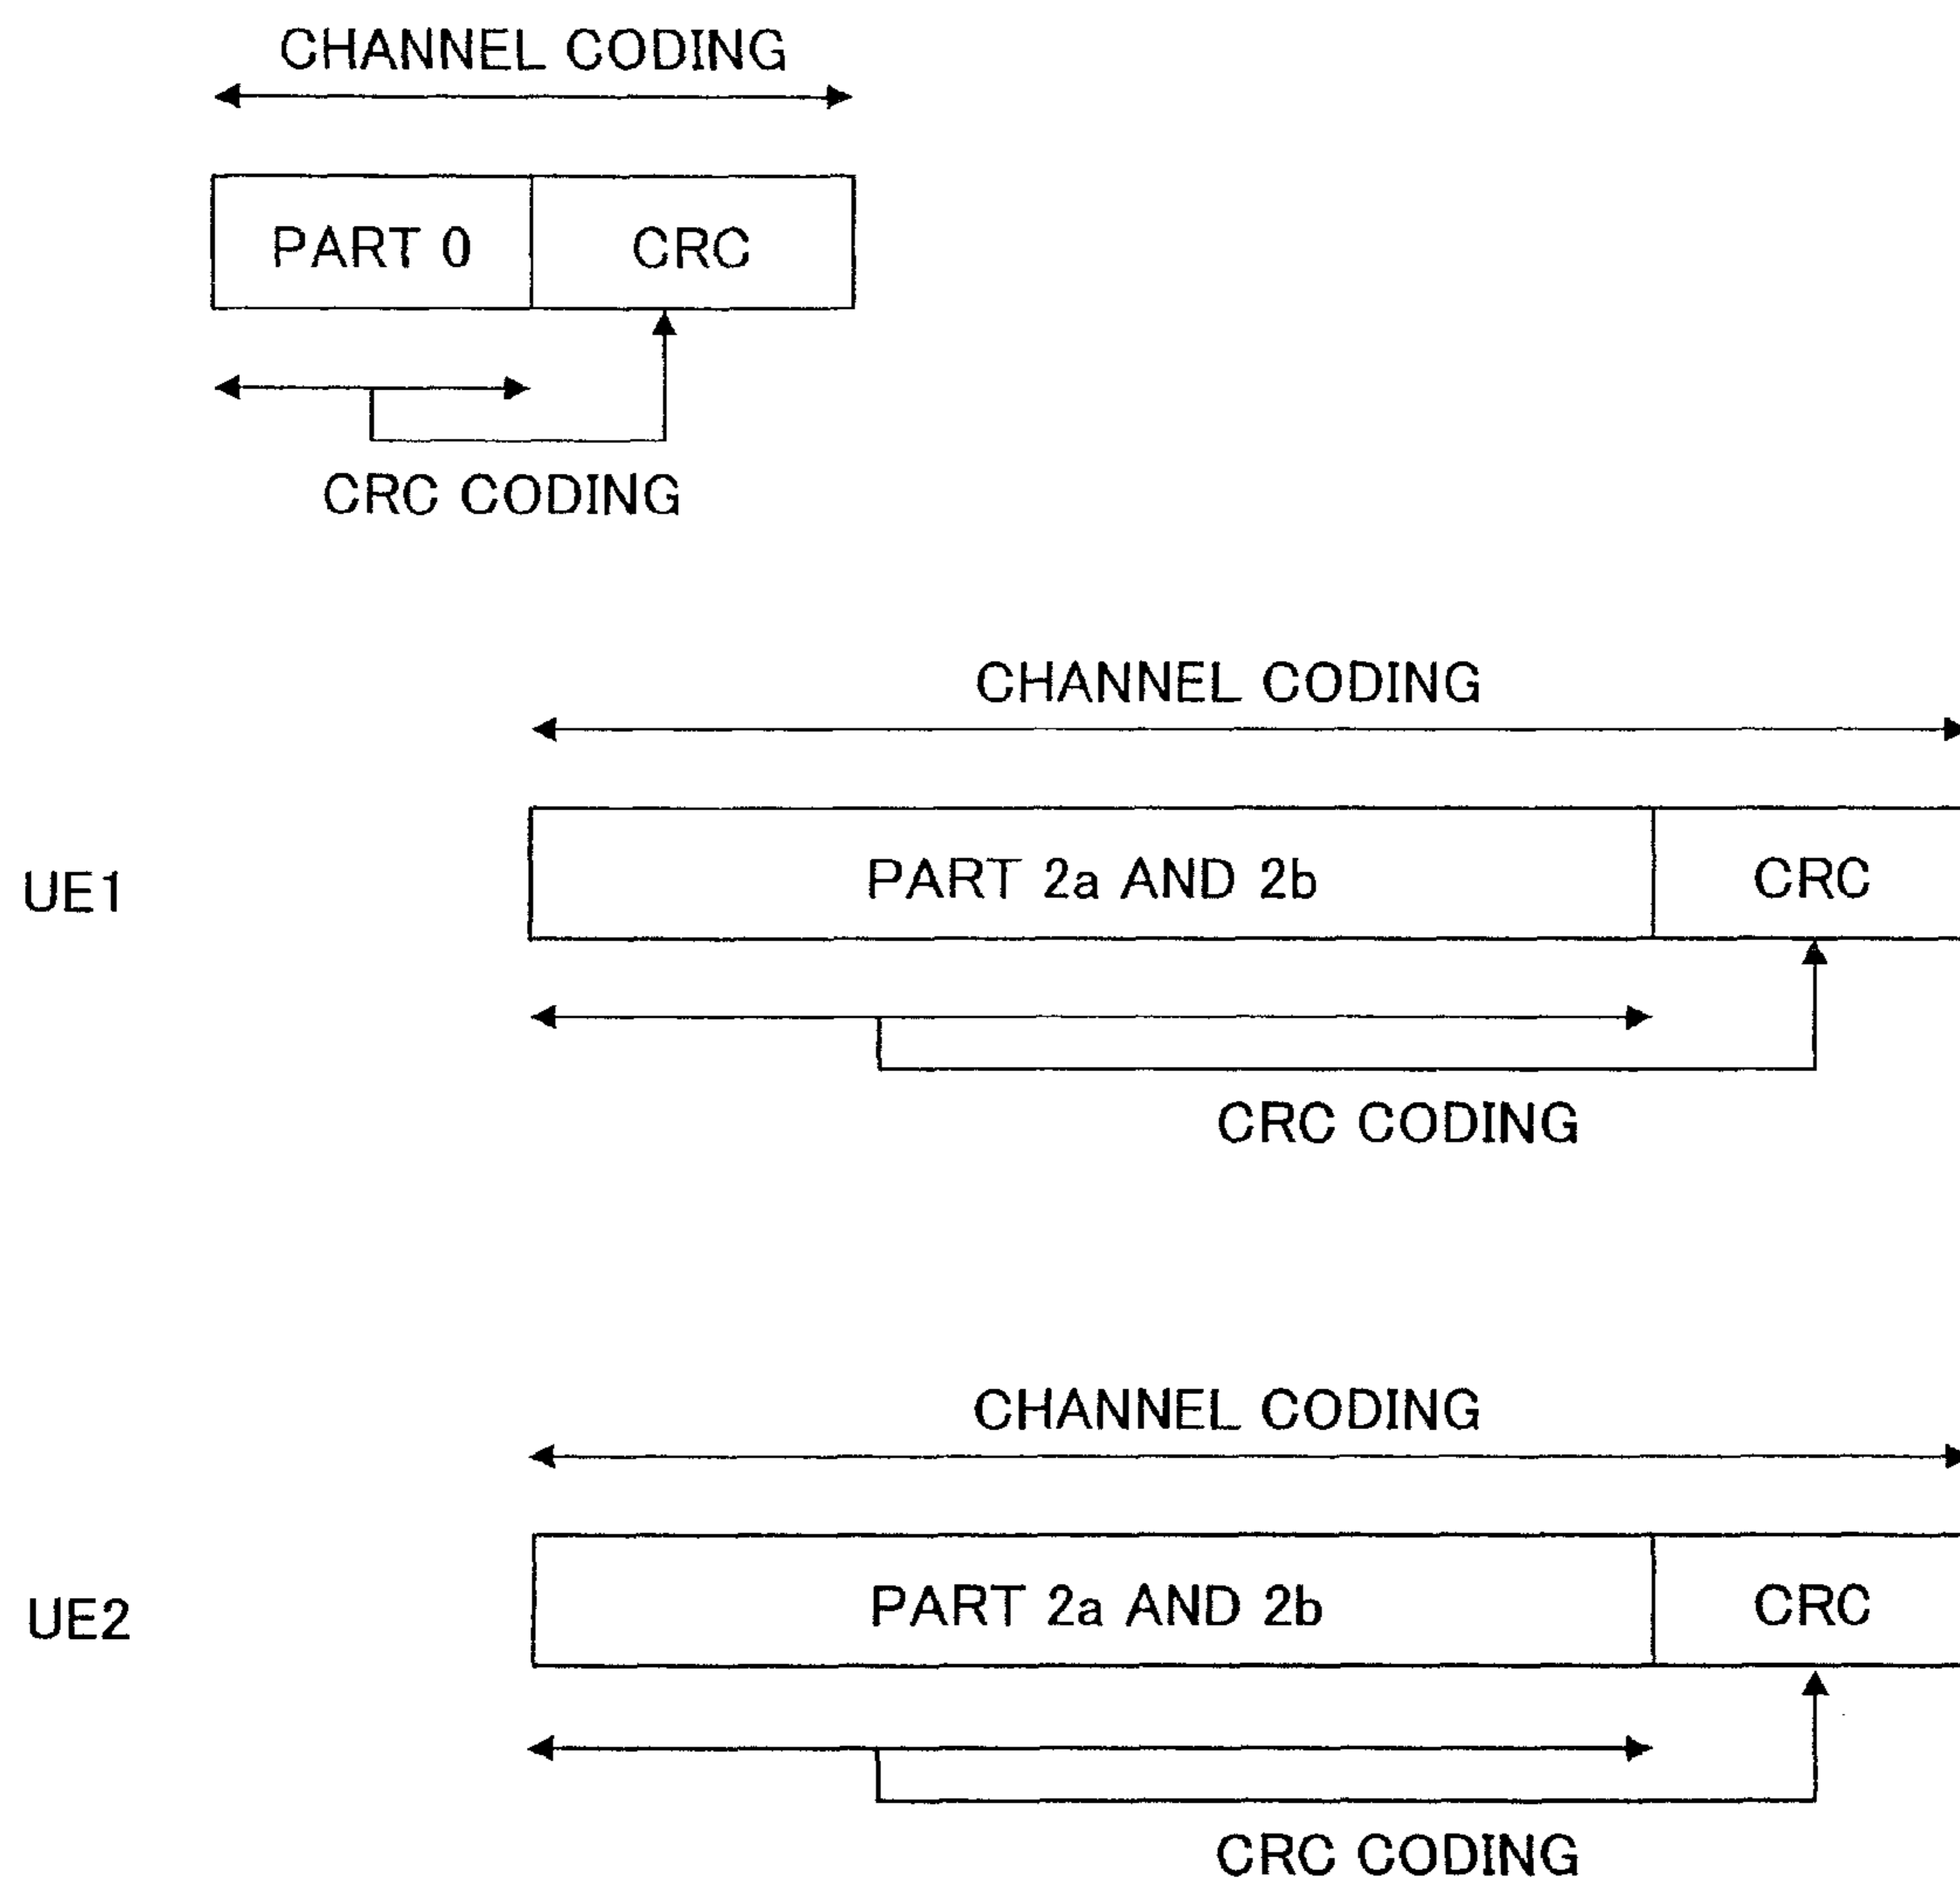 CHANNEL CODING
PART 0 CRC
CRC CODING
CHANNEL CODING
UE1 PART 2a AND 2b CRC
CRC CODING
CHANNEL CODING
UE2 PART 2a AND 2b CRC
CRC CODING